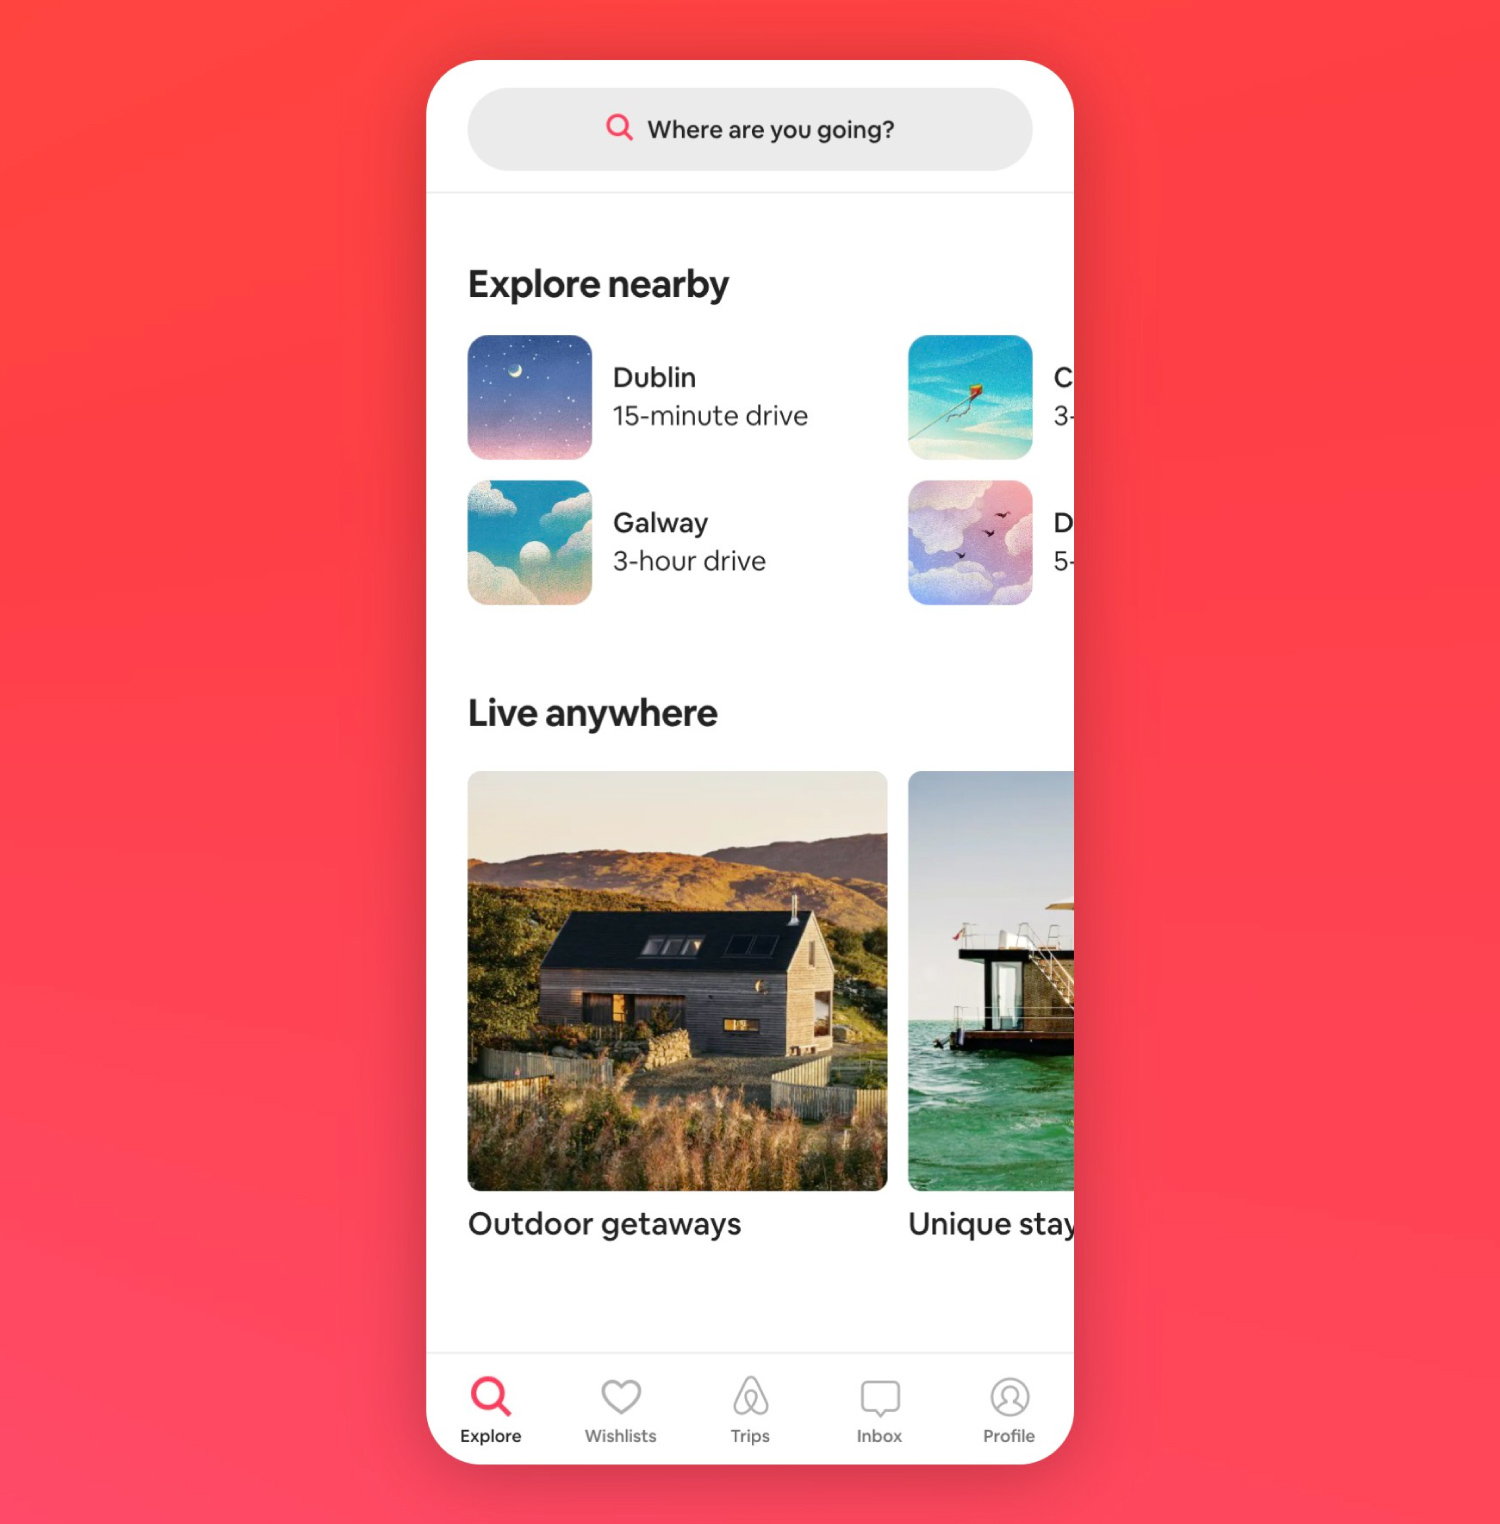 Where are you going?
Explore nearby
Dublin
15-minute drive
C
3-
Galway
3-hour drive
D
5-
Live anywhere
Outdoor getaways
Unique stay
Explore
Wishlists
Trips
Inbox
Profile